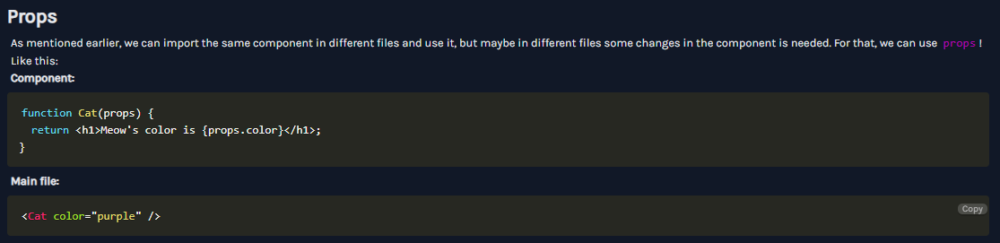 Props
As mentioned earlier, we can import the same component in different files and use it, but maybe in different files some changes in the component is needed. For that, we can use props!
Like this:
Component:
function Cat(props) {
  return <h1>Meow's color is {props.color}</h1>;
}
Main file:
<Cat color="purple" />
Copy